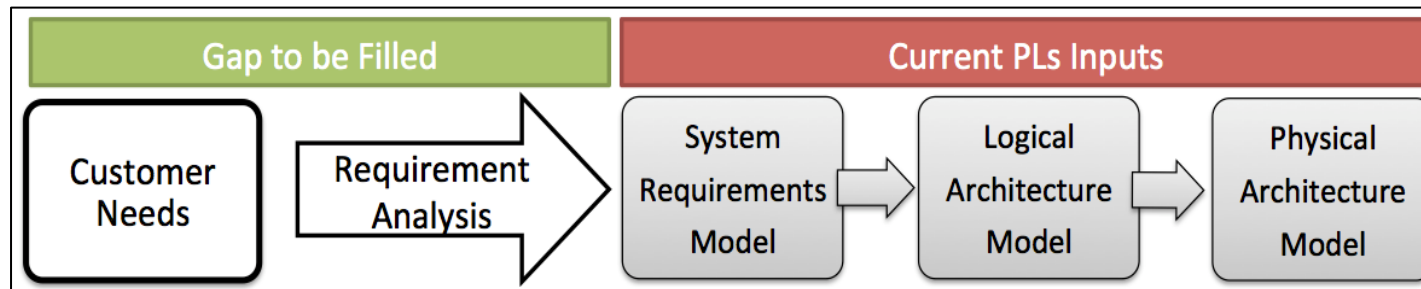 Gap to be Filled
Current PLs Inputs
Customer
Needs
Requirement
Analysis
System
Requirements
Model
Logical
Architecture
Model
Physical
Architecture
Model